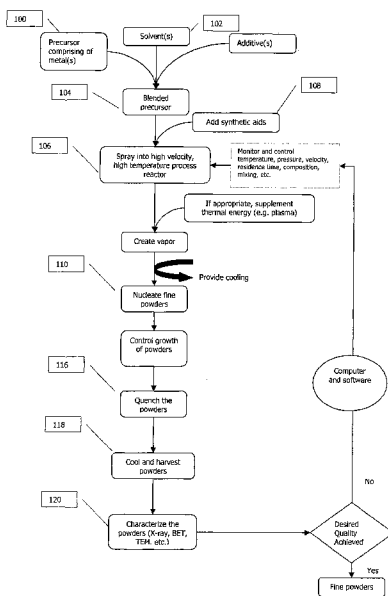 100
Solvent(s)
102
Precursor
comprising of
metal(s)
Additive(s)
104
Blended
precursor
108
Add synthetic aids
106
Spray into high velocity,
high temperature process
reactor
Monitor and control
temperature, pressure, velocity,
residence time, composition,
mixing, etc.
If appropriate, supplement
thermal energy (e.g. plasma)
Create vapor
110
Provide cooling
Nucleate fine
powders
Control growth
of powders
116
Computer
and software
Quench the
powders
118
Cool and harvest
powders
No
120
Characterize the
powders (X-ray, BET,
TEM, etc.)
Desired
Quality
Achieved
Yes
Fine powders